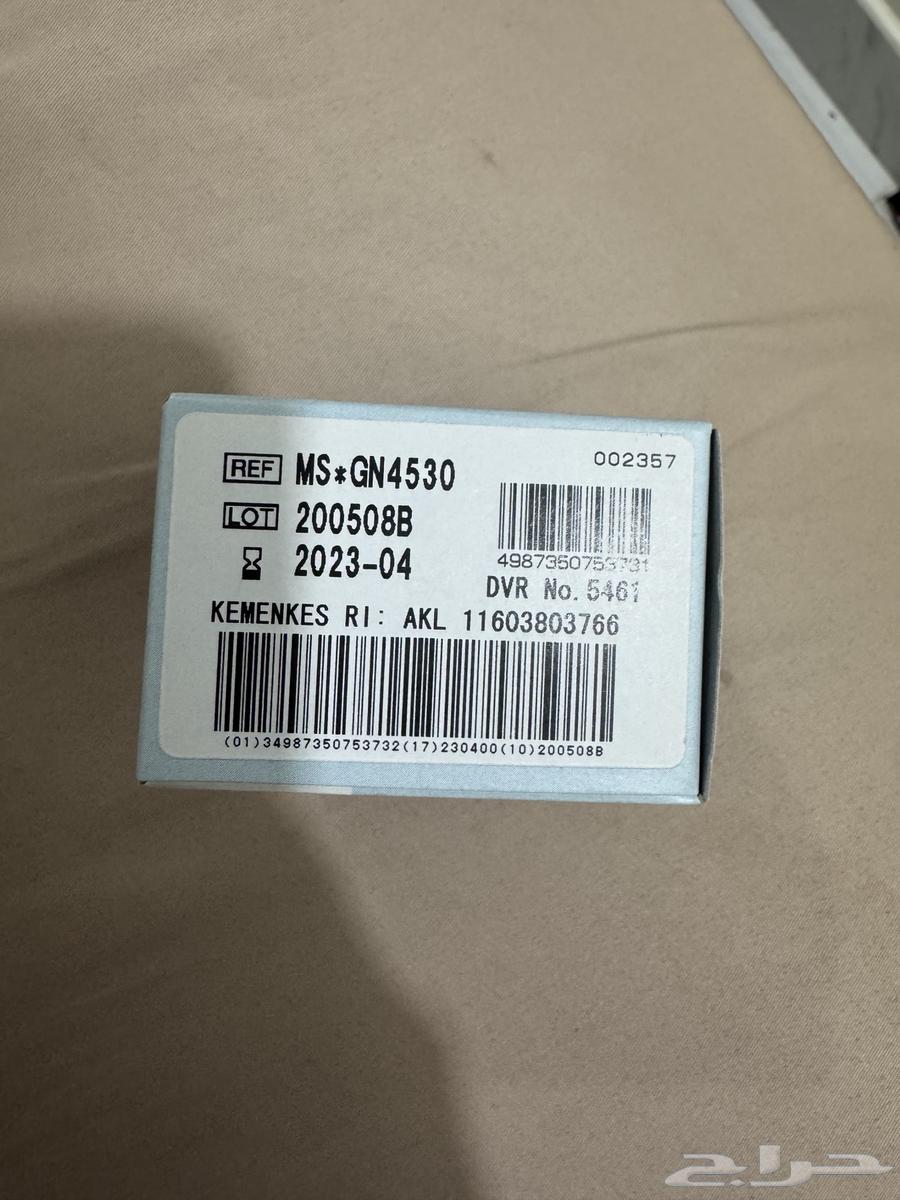 REF MS*GN4530
002357
LOT 200508B
2023-04
4987350753731
DVR No. 5461
KEMENKES RI: AKL 11603803766
(01)34987350753732(17)230400(10)200508B
حراج